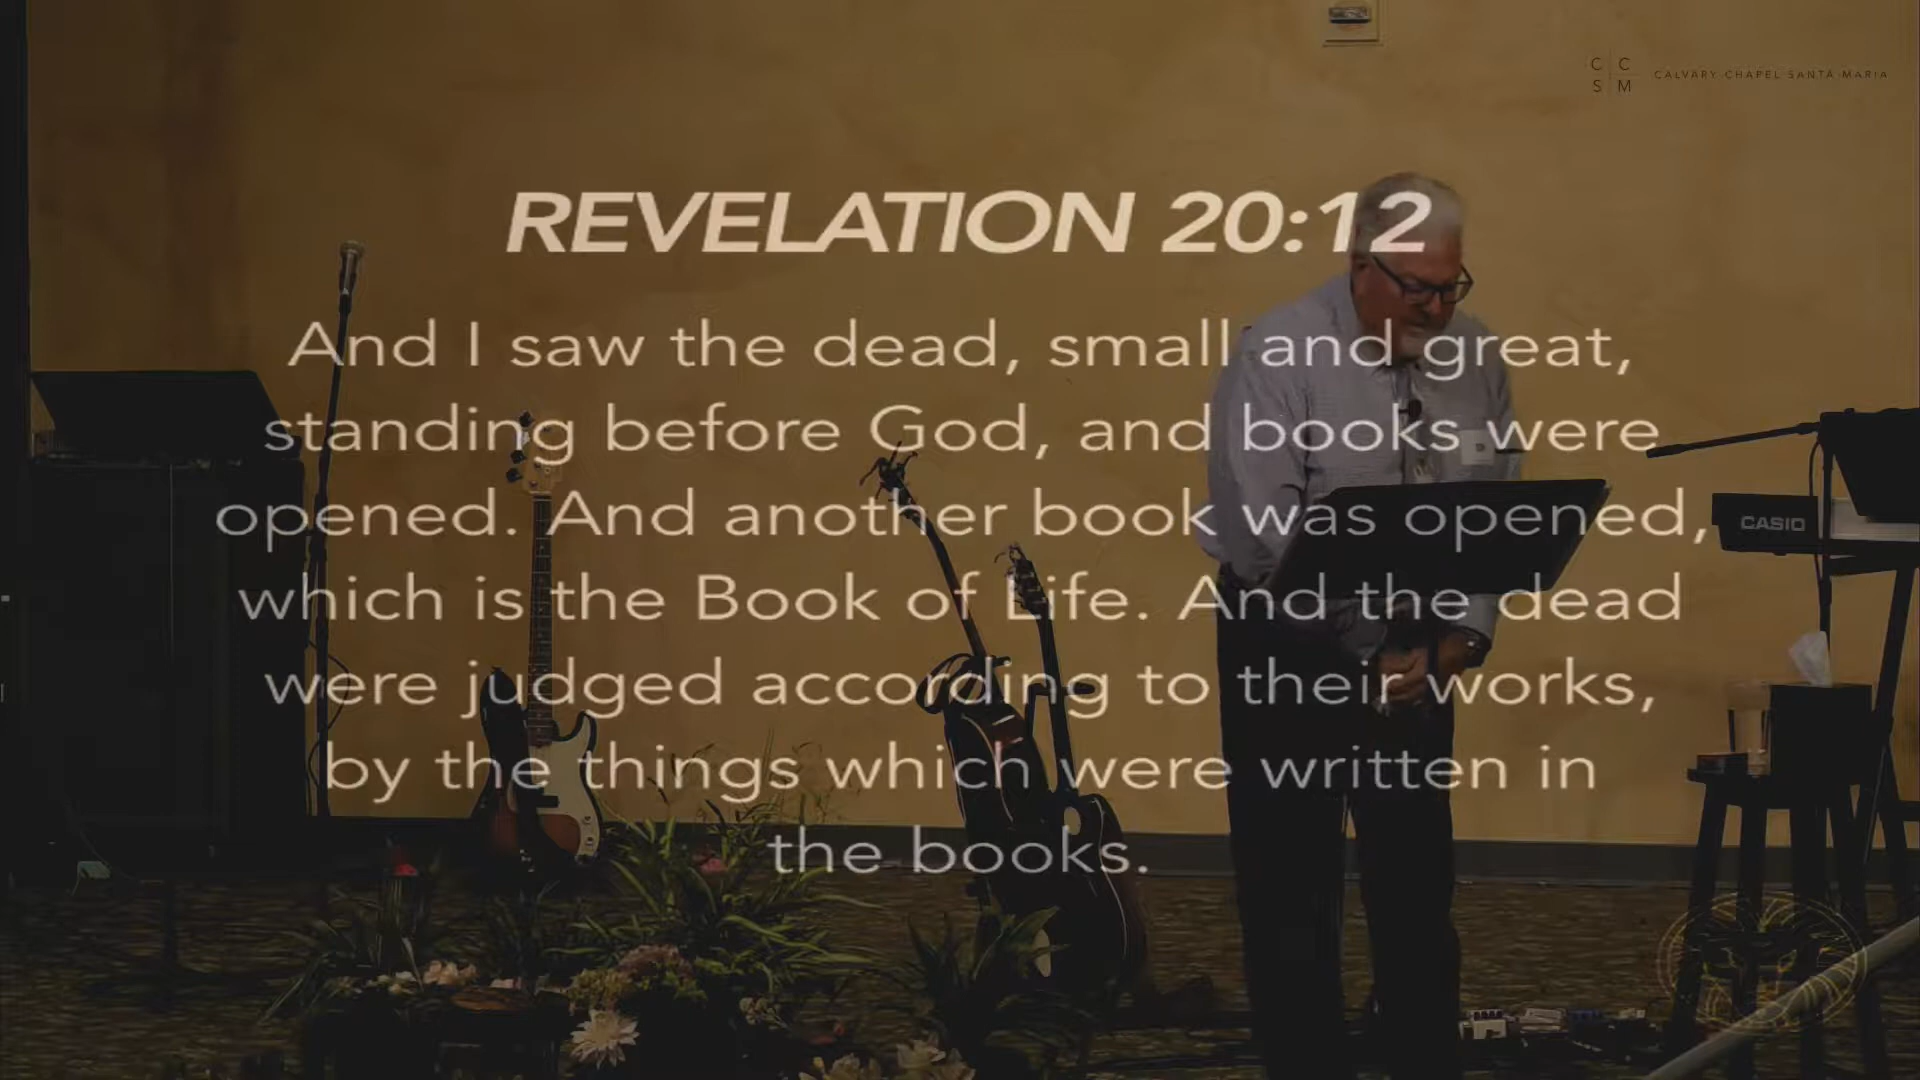 C C
S M
CALVARY CHAPEL SANTA MARIA
REVELATION 20:12
And I saw the dead, small and great,
standing before God, and books were
opened. And another book was opened,
which is the Book of Life. And the dead
were judged according to their works,
by the things which were written in
the books.
CASIO